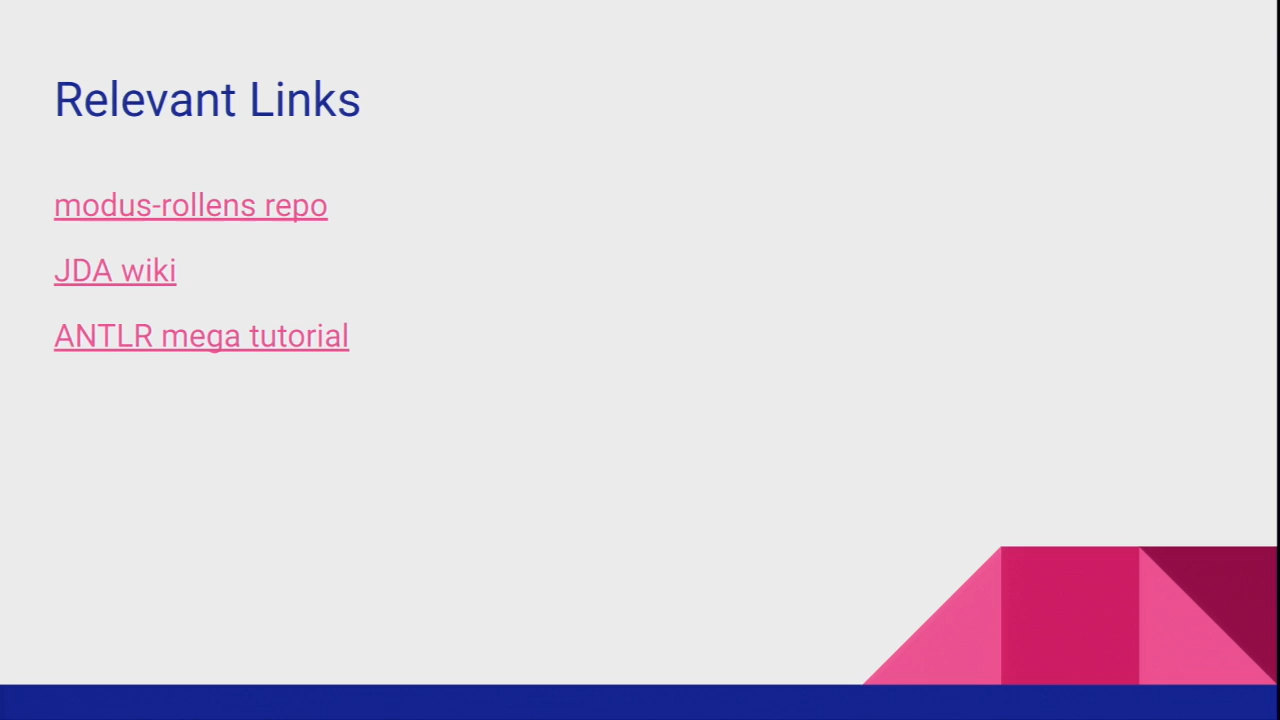 Relevant Links
modus-rollens repo
JDA wiki
ANTLR mega tutorial